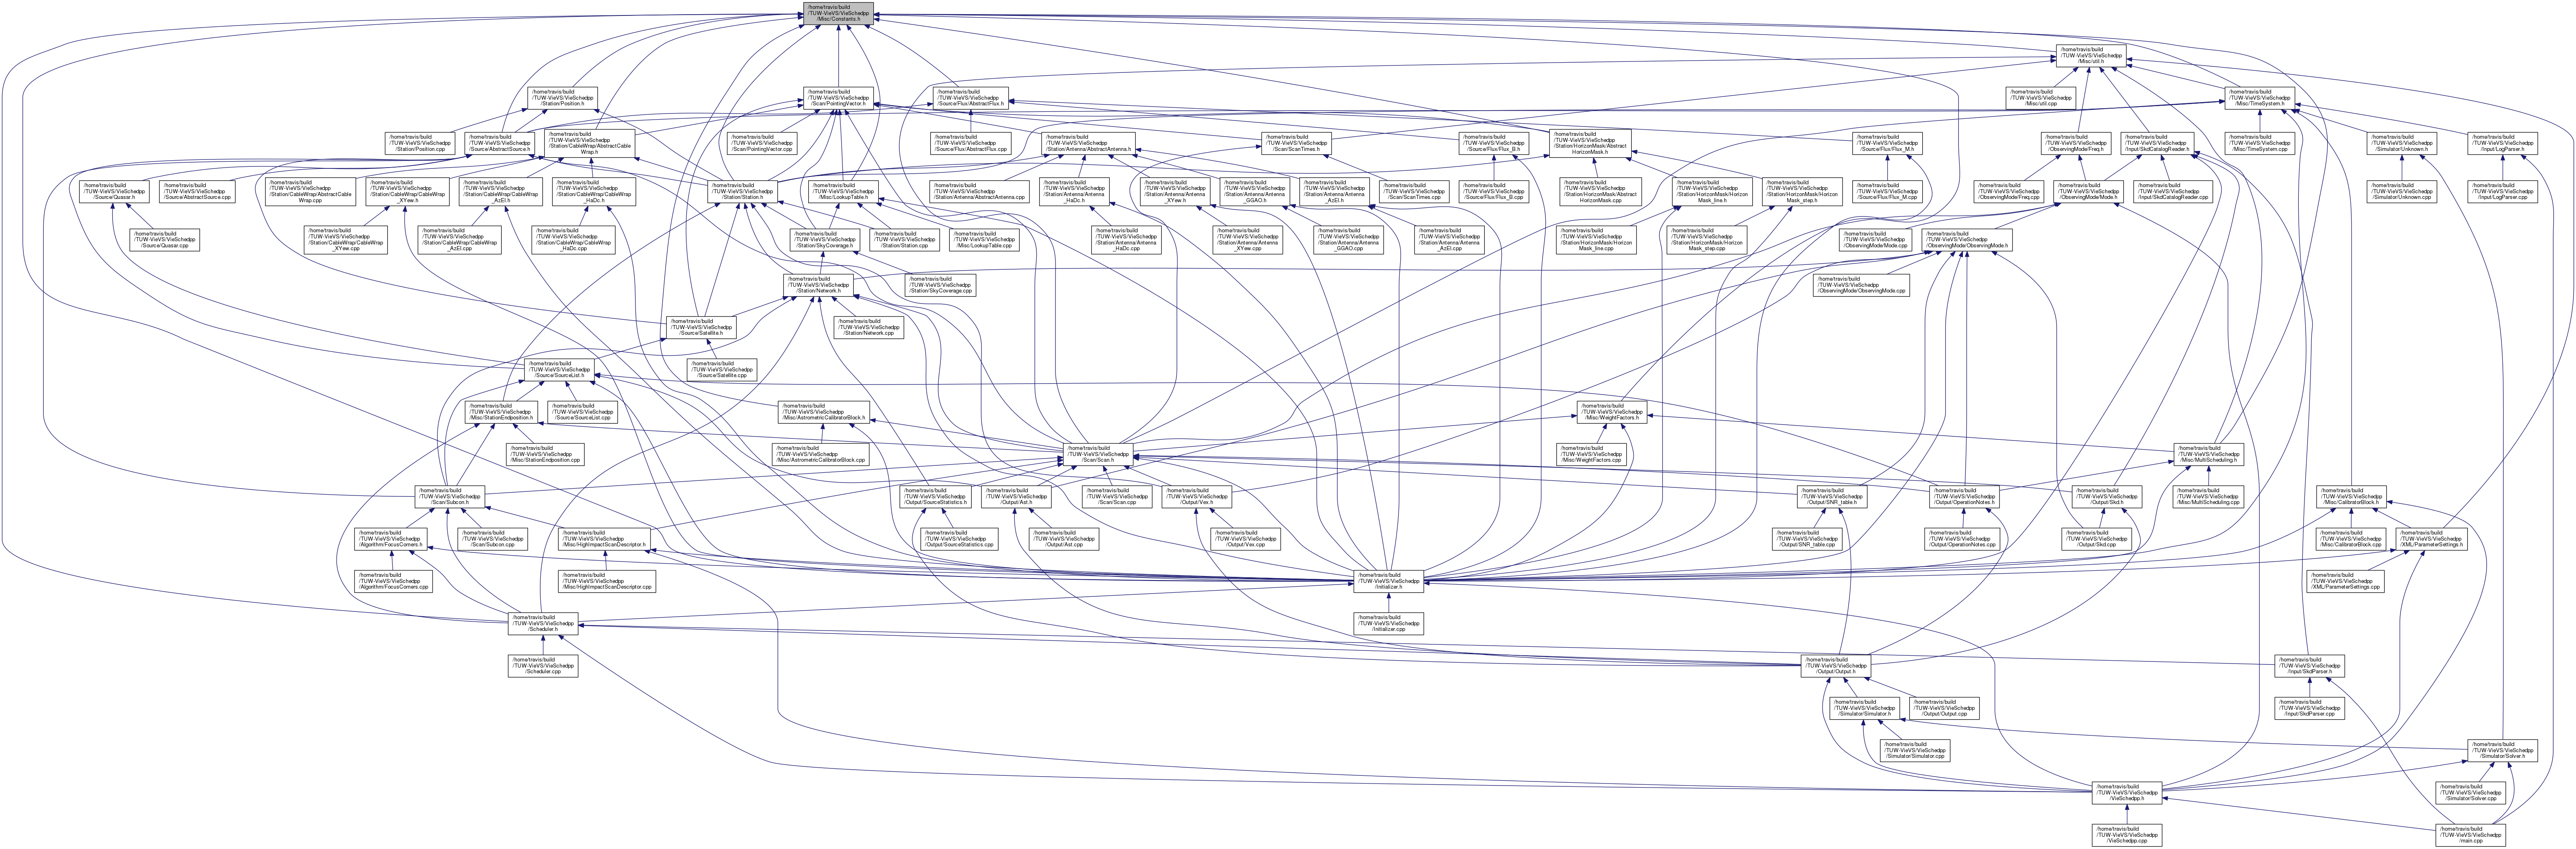 /home/travis/build
/TUW-VieVS/VieSchedpp
/Misc/Constants.h
/home/travis/build
/TUW-VieVS/VieSchedpp
/Misc/util.h
/home/travis/build
/TUW-VieVS/VieSchedpp
/Station/Position.h
/home/travis/build
/TUW-VieVS/VieSchedpp
/Scan/PointingVector.h
/home/travis/build
/TUW-VieVS/VieSchedpp
/Source/Flux/AbstractFlux.h
/home/travis/build
/TUW-VieVS/VieSchedpp
/Misc/util.cpp
/home/travis/build
/TUW-VieVS/VieSchedpp
/Misc/TimeSystem.h
/home/travis/build
/TUW-VieVS/VieSchedpp
/Station/Position.cpp
/home/travis/build
/TUW-VieVS/VieSchedpp
/Source/AbstractSource.h
/home/travis/build
/TUW-VieVS/VieSchedpp
/Station/CableWrap/AbstractCable
Wrap.h
/home/travis/build
/TUW-VieVS/VieSchedpp
/Scan/PointingVector.cpp
/home/travis/build
/TUW-VieVS/VieSchedpp
/Source/Flux/AbstractFlux.cpp
/home/travis/build
/TUW-VieVS/VieSchedpp
/Station/Antenna/AbstractAntenna.h
/home/travis/build
/TUW-VieVS/VieSchedpp
/Scan/ScanTimes.h
/home/travis/build
/TUW-VieVS/VieSchedpp
/Source/Flux/Flux_B.h
/home/travis/build
/TUW-VieVS/VieSchedpp
/Station/HorizonMask/Abstract
HorizonMask.h
/home/travis/build
/TUW-VieVS/VieSchedpp
/Source/Flux/Flux_M.h
/home/travis/build
/TUW-VieVS/VieSchedpp
/ObservingMode/Freq.h
/home/travis/build
/TUW-VieVS/VieSchedpp
/Input/SkdCatalogReader.h
/home/travis/build
/TUW-VieVS/VieSchedpp
/Misc/TimeSystem.cpp
/home/travis/build
/TUW-VieVS/VieSchedpp
/Simulator/Unknown.h
/home/travis/build
/TUW-VieVS/VieSchedpp
/Input/LogParser.h
/home/travis/build
/TUW-VieVS/VieSchedpp
/Source/Quasar.h
/home/travis/build
/TUW-VieVS/VieSchedpp
/Source/AbstractSource.cpp
/home/travis/build
/TUW-VieVS/VieSchedpp
/Station/CableWrap/AbstractCable
Wrap.cpp
/home/travis/build
/TUW-VieVS/VieSchedpp
/Station/CableWrap/CableWrap
_XYew.h
/home/travis/build
/TUW-VieVS/VieSchedpp
/Station/CableWrap/CableWrap
_AzEl.h
/home/travis/build
/TUW-VieVS/VieSchedpp
/Station/CableWrap/CableWrap
_HaDc.h
/home/travis/build
/TUW-VieVS/VieSchedpp
/Station/Station.h
/home/travis/build
/TUW-VieVS/VieSchedpp
/Misc/LookupTable.h
/home/travis/build
/TUW-VieVS/VieSchedpp
/Station/Antenna/AbstractAntenna.cpp
/home/travis/build
/TUW-VieVS/VieSchedpp
/Station/Antenna/Antenna
_HaDc.h
/home/travis/build
/TUW-VieVS/VieSchedpp
/Station/Antenna/Antenna
_XYew.h
/home/travis/build
/TUW-VieVS/VieSchedpp
/Station/Antenna/Antenna
_GGAO.h
/home/travis/build
/TUW-VieVS/VieSchedpp
/Station/Antenna/Antenna
_AzEl.h
/home/travis/build
/TUW-VieVS/VieSchedpp
/Scan/ScanTimes.cpp
/home/travis/build
/TUW-VieVS/VieSchedpp
/Source/Flux/Flux_B.cpp
/home/travis/build
/TUW-VieVS/VieSchedpp
/Station/HorizonMask/Abstract
HorizonMask.cpp
/home/travis/build
/TUW-VieVS/VieSchedpp
/Station/HorizonMask/Horizon
Mask_line.h
/home/travis/build
/TUW-VieVS/VieSchedpp
/Station/HorizonMask/Horizon
Mask_step.h
/home/travis/build
/TUW-VieVS/VieSchedpp
/Source/Flux/Flux_M.cpp
/home/travis/build
/TUW-VieVS/VieSchedpp
/ObservingMode/Freq.cpp
/home/travis/build
/TUW-VieVS/VieSchedpp
/ObservingMode/Mode.h
/home/travis/build
/TUW-VieVS/VieSchedpp
/Input/SkdCatalogReader.cpp
/home/travis/build
/TUW-VieVS/VieSchedpp
/Simulator/Unknown.cpp
/home/travis/build
/TUW-VieVS/VieSchedpp
/Input/LogParser.cpp
/home/travis/build
/TUW-VieVS/VieSchedpp
/Source/Quasar.cpp
/home/travis/build
/TUW-VieVS/VieSchedpp
/Station/CableWrap/CableWrap
_XYew.cpp
/home/travis/build
/TUW-VieVS/VieSchedpp
/Station/CableWrap/CableWrap
_AzEl.cpp
/home/travis/build
/TUW-VieVS/VieSchedpp
/Station/CableWrap/CableWrap
_HaDc.cpp
/home/travis/build
/TUW-VieVS/VieSchedpp
/Station/SkyCoverage.h
/home/travis/build
/TUW-VieVS/VieSchedpp
/Station/Station.cpp
/home/travis/build
/TUW-VieVS/VieSchedpp
/Misc/LookupTable.cpp
/home/travis/build
/TUW-VieVS/VieSchedpp
/Station/Antenna/Antenna
_HaDc.cpp
/home/travis/build
/TUW-VieVS/VieSchedpp
/Station/Antenna/Antenna
_XYew.cpp
/home/travis/build
/TUW-VieVS/VieSchedpp
/Station/Antenna/Antenna
_GGAO.cpp
/home/travis/build
/TUW-VieVS/VieSchedpp
/Station/Antenna/Antenna
_AzEl.cpp
/home/travis/build
/TUW-VieVS/VieSchedpp
/Station/HorizonMask/Horizon
Mask_line.cpp
/home/travis/build
/TUW-VieVS/VieSchedpp
/Station/HorizonMask/Horizon
Mask_step.cpp
/home/travis/build
/TUW-VieVS/VieSchedpp
/ObservingMode/Mode.cpp
/home/travis/build
/TUW-VieVS/VieSchedpp
/ObservingMode/ObservingMode.h
/home/travis/build
/TUW-VieVS/VieSchedpp
/Station/Network.h
/home/travis/build
/TUW-VieVS/VieSchedpp
/Station/SkyCoverage.cpp
/home/travis/build
/TUW-VieVS/VieSchedpp
/ObservingMode/ObservingMode.cpp
/home/travis/build
/TUW-VieVS/VieSchedpp
/Source/Satellite.h
/home/travis/build
/TUW-VieVS/VieSchedpp
/Station/Network.cpp
/home/travis/build
/TUW-VieVS/VieSchedpp
/Source/SourceList.h
/home/travis/build
/TUW-VieVS/VieSchedpp
/Source/Satellite.cpp
/home/travis/build
/TUW-VieVS/VieSchedpp
/Misc/StationEndposition.h
/home/travis/build
/TUW-VieVS/VieSchedpp
/Source/SourceList.cpp
/home/travis/build
/TUW-VieVS/VieSchedpp
/Misc/AstrometricCalibratorBlock.h
/home/travis/build
/TUW-VieVS/VieSchedpp
/Misc/WeightFactors.h
/home/travis/build
/TUW-VieVS/VieSchedpp
/Misc/StationEndposition.cpp
/home/travis/build
/TUW-VieVS/VieSchedpp
/Misc/AstrometricCalibratorBlock.cpp
/home/travis/build
/TUW-VieVS/VieSchedpp
/Scan/Scan.h
/home/travis/build
/TUW-VieVS/VieSchedpp
/Misc/WeightFactors.cpp
/home/travis/build
/TUW-VieVS/VieSchedpp
/Misc/MultiScheduling.h
/home/travis/build
/TUW-VieVS/VieSchedpp
/Scan/Subcon.h
/home/travis/build
/TUW-VieVS/VieSchedpp
/Output/SourceStatistics.h
/home/travis/build
/TUW-VieVS/VieSchedpp
/Output/Ast.h
/home/travis/build
/TUW-VieVS/VieSchedpp
/Scan/Scan.cpp
/home/travis/build
/TUW-VieVS/VieSchedpp
/Output/Vex.h
/home/travis/build
/TUW-VieVS/VieSchedpp
/Output/SNR_table.h
/home/travis/build
/TUW-VieVS/VieSchedpp
/Output/OperationNotes.h
/home/travis/build
/TUW-VieVS/VieSchedpp
/Output/Skd.h
/home/travis/build
/TUW-VieVS/VieSchedpp
/Misc/MultiScheduling.cpp
/home/travis/build
/TUW-VieVS/VieSchedpp
/Misc/CalibratorBlock.h
/home/travis/build
/TUW-VieVS/VieSchedpp
/Algorithm/FocusCorners.h
/home/travis/build
/TUW-VieVS/VieSchedpp
/Scan/Subcon.cpp
/home/travis/build
/TUW-VieVS/VieSchedpp
/Misc/HighImpactScanDescriptor.h
/home/travis/build
/TUW-VieVS/VieSchedpp
/Output/SourceStatistics.cpp
/home/travis/build
/TUW-VieVS/VieSchedpp
/Output/Ast.cpp
/home/travis/build
/TUW-VieVS/VieSchedpp
/Output/Vex.cpp
/home/travis/build
/TUW-VieVS/VieSchedpp
/Output/SNR_table.cpp
/home/travis/build
/TUW-VieVS/VieSchedpp
/Output/OperationNotes.cpp
/home/travis/build
/TUW-VieVS/VieSchedpp
/Output/Skd.cpp
/home/travis/build
/TUW-VieVS/VieSchedpp
/Misc/CalibratorBlock.cpp
/home/travis/build
/TUW-VieVS/VieSchedpp
/XML/ParameterSettings.h
/home/travis/build
/TUW-VieVS/VieSchedpp
/Algorithm/FocusCorners.cpp
/home/travis/build
/TUW-VieVS/VieSchedpp
/Misc/HighImpactScanDescriptor.cpp
/home/travis/build
/TUW-VieVS/VieSchedpp
/Initializer.h
/home/travis/build
/TUW-VieVS/VieSchedpp
/XML/ParameterSettings.cpp
/home/travis/build
/TUW-VieVS/VieSchedpp
/Scheduler.h
/home/travis/build
/TUW-VieVS/VieSchedpp
/Initializer.cpp
/home/travis/build
/TUW-VieVS/VieSchedpp
/Scheduler.cpp
/home/travis/build
/TUW-VieVS/VieSchedpp
/Output/Output.h
/home/travis/build
/TUW-VieVS/VieSchedpp
/Input/SkdParser.h
/home/travis/build
/TUW-VieVS/VieSchedpp
/Simulator/Simulator.h
/home/travis/build
/TUW-VieVS/VieSchedpp
/Output/Output.cpp
/home/travis/build
/TUW-VieVS/VieSchedpp
/Input/SkdParser.cpp
/home/travis/build
/TUW-VieVS/VieSchedpp
/Simulator/Simulator.cpp
/home/travis/build
/TUW-VieVS/VieSchedpp
/Simulator/Solver.h
/home/travis/build
/TUW-VieVS/VieSchedpp
/VieSchedpp.h
/home/travis/build
/TUW-VieVS/VieSchedpp
/Simulator/Solver.cpp
/home/travis/build
/TUW-VieVS/VieSchedpp
/VieSchedpp.cpp
/home/travis/build
/TUW-VieVS/VieSchedpp
/main.cpp